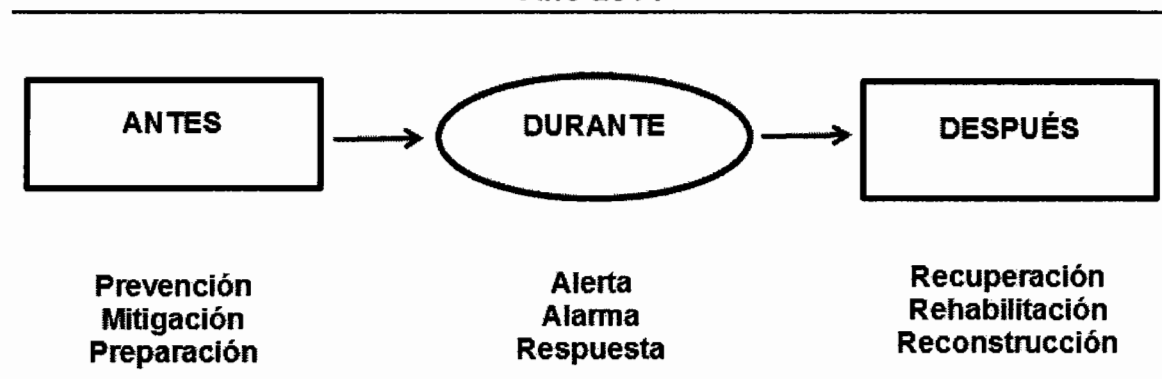 ANTES
DURANTE
DESPUÉS
Prevención
Mitigación
Preparación
Alerta
Alarma
Respuesta
Recuperación
Rehabilitación
Reconstrucción